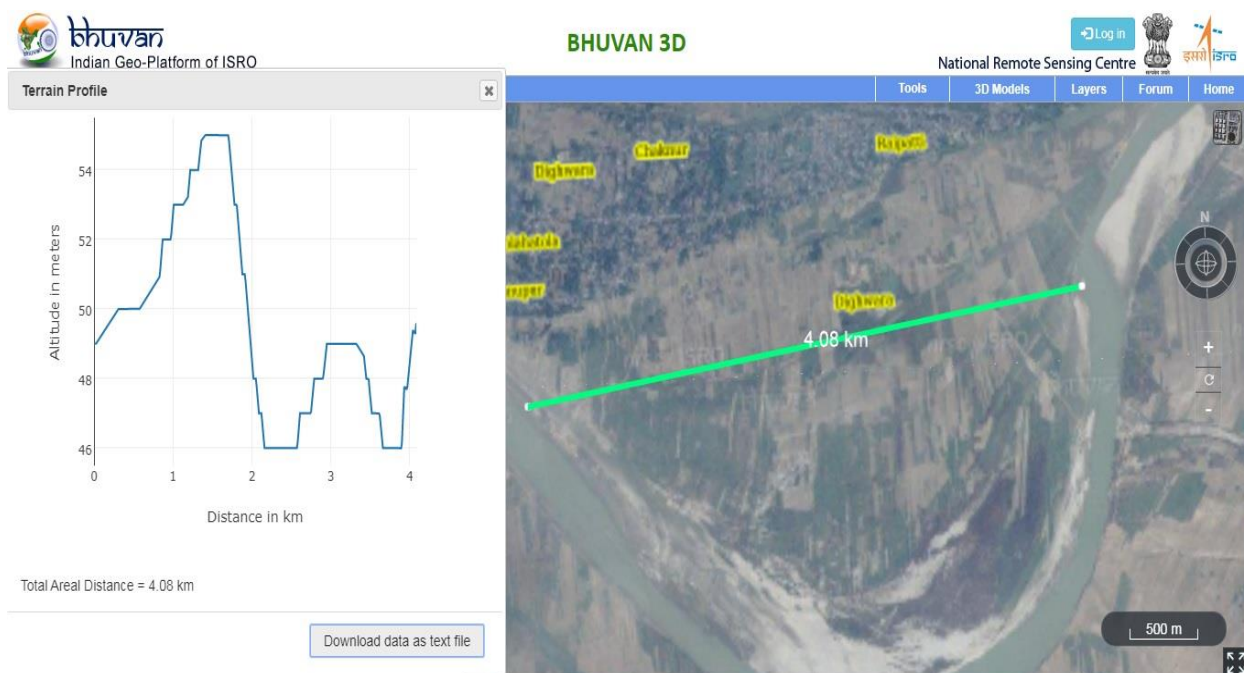 bhuvan
Indian Geo-Platform of ISRO
BHUVAN 3D
Log in
National Remote Sensing Centre
इसरो isro
Terrain Profile
Tools
3D Models
Layers
Forum
Home
54
52
50
48
46
Altitude in meters
0 1 2 3 4
Distance in km
Total Areal Distance = 4.08 km
Download data as text file
Chaknur
Dighwara
Dighwara
4.08 km
N
+
-
500 m